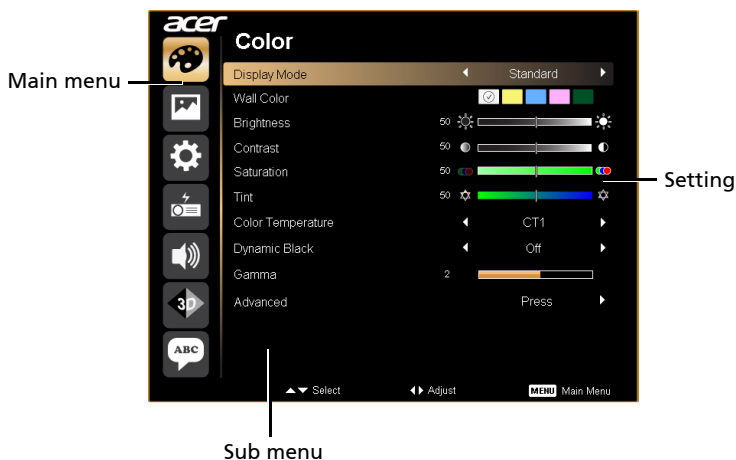 acer
Color
Main menu
Display Mode Standard
Wall Color
Brightness 50
Contrast 50
Saturation 50
Setting
Tint 50
Color Temperature CT1
Dynamic Black Off
Gamma 2
3D
Advanced Press
ABC
Select Adjust MENU Main Menu
Sub menu